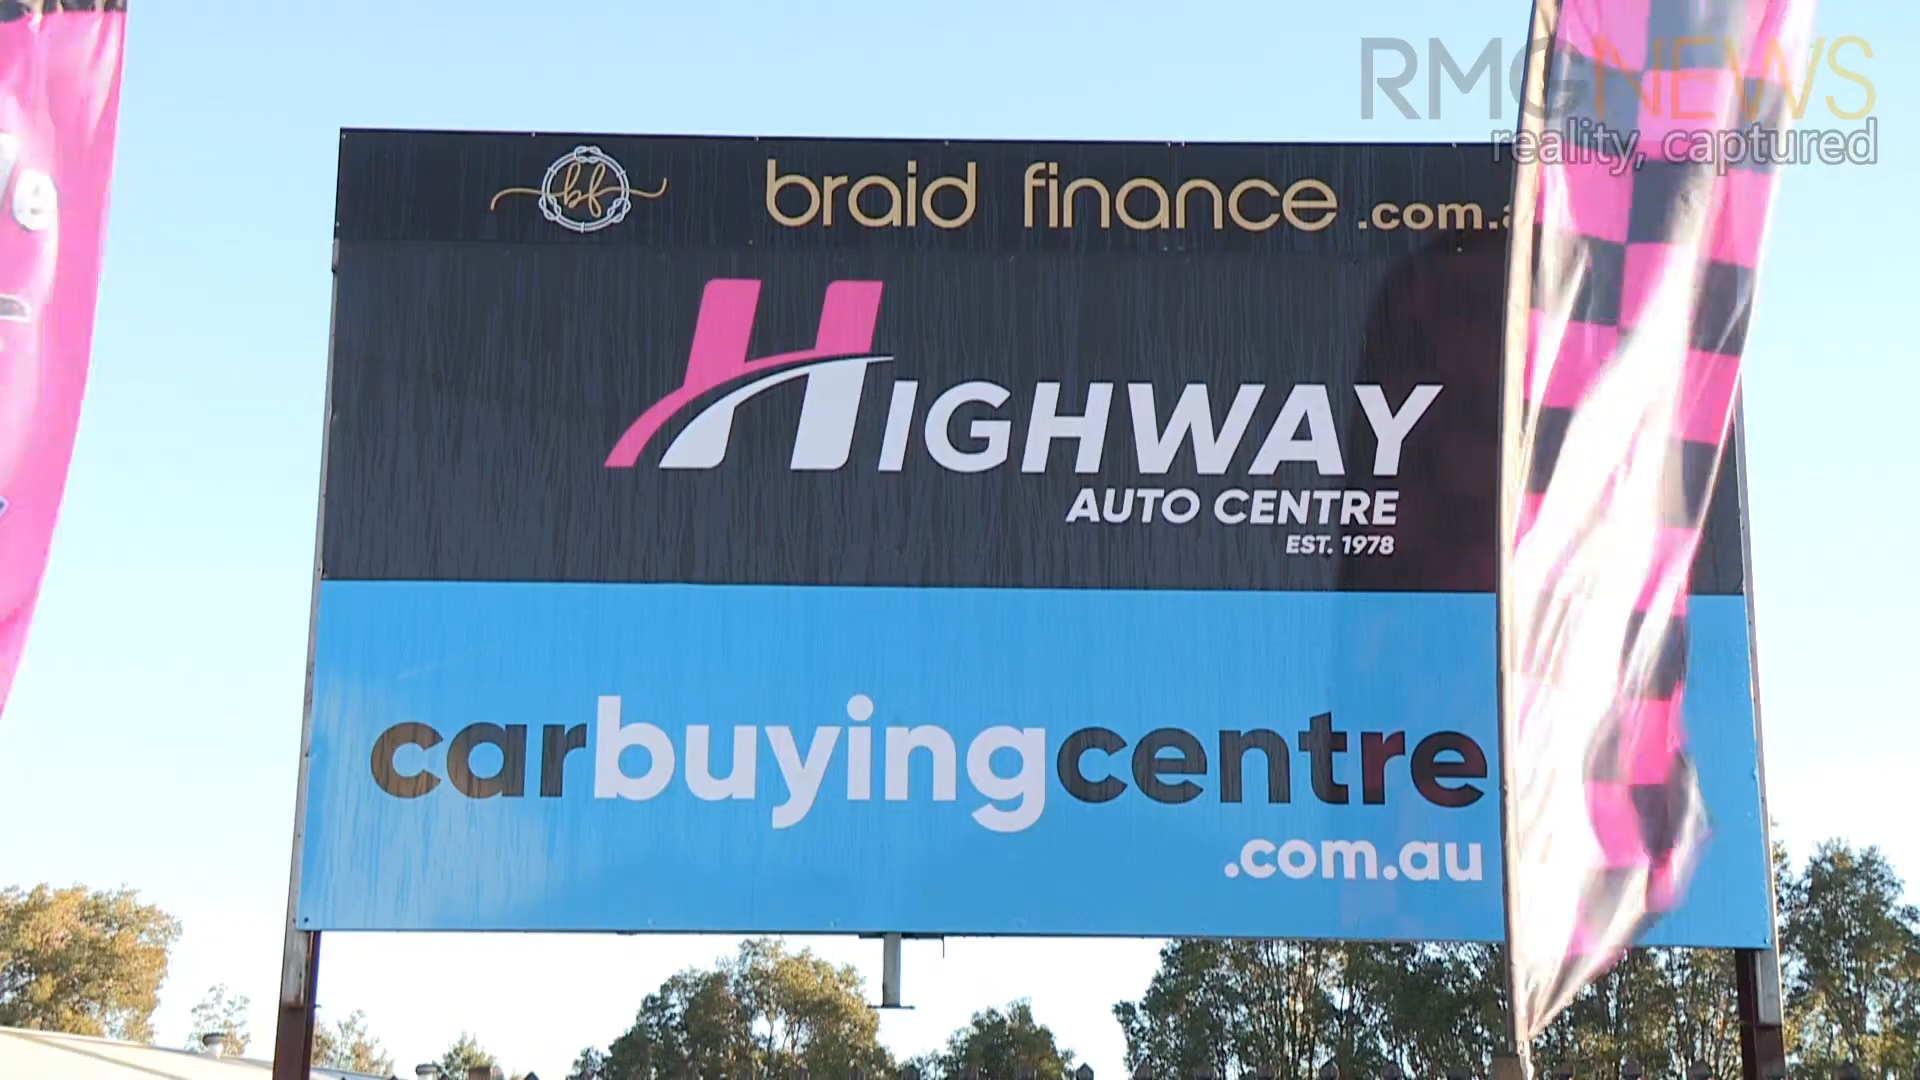 RMGNEWS
reality, captured
bf
braid finance .com.
HIGHWAY
AUTO CENTRE
EST. 1978
carbuyingcentre
.com.au